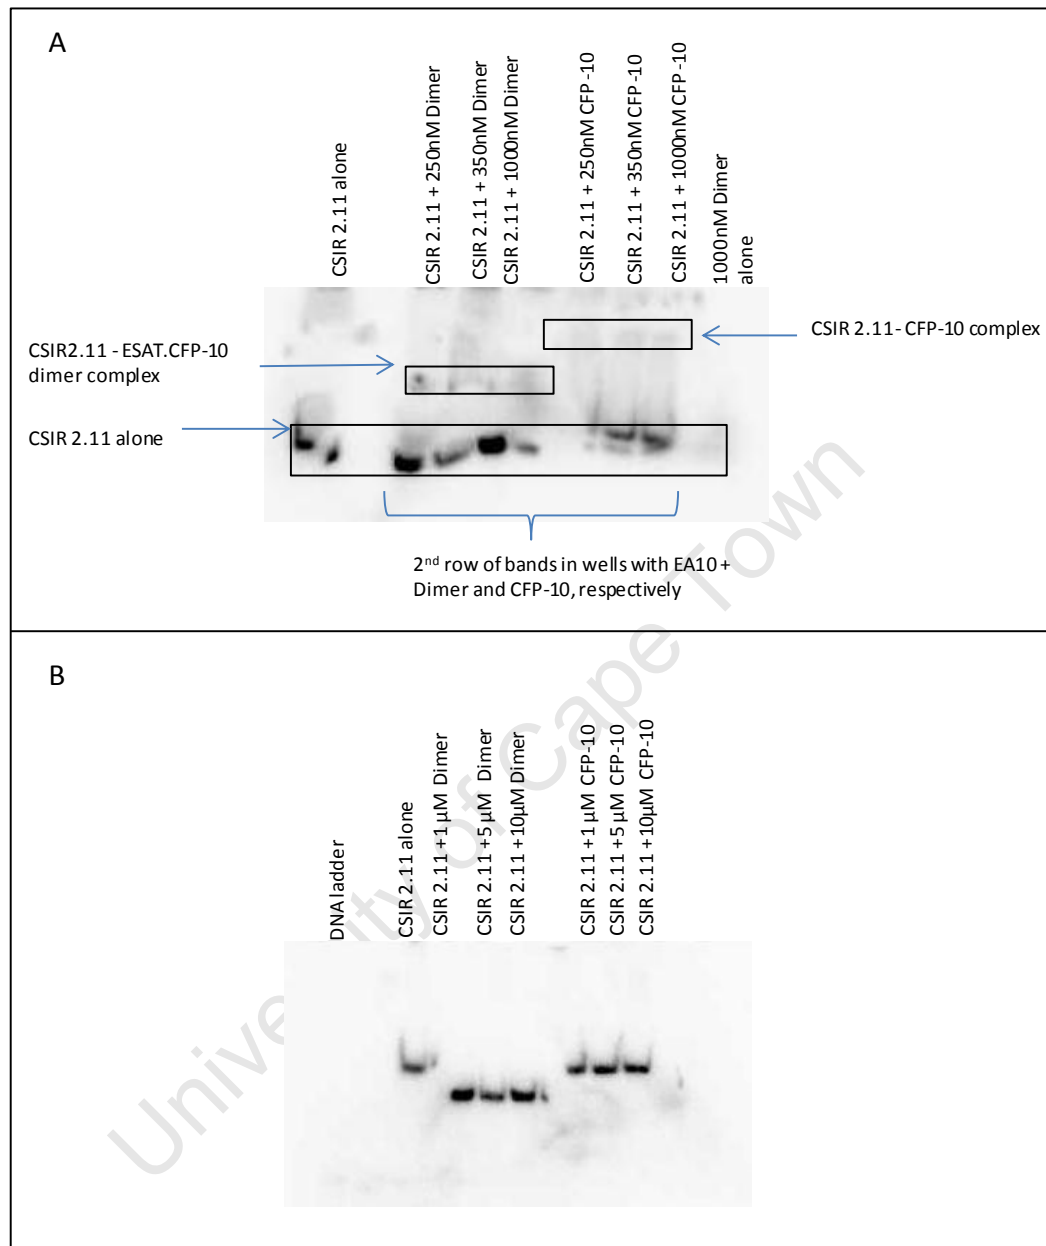 A
CSIR 2.11 alone
CSIR 2.11 + 250nM Dimer
CSIR 2.11 + 350nM Dimer
CSIR 2.11 + 1000nM Dimer
CSIR 2.11 + 250nM CFP -10
CSIR 2.11 + 350nM CFP -10
CSIR 2.11 + 1000nM CFP -10
1000nM Dimer
alone
CSIR 2.11- CFP-10 complex
CSIR2.11 - ESAT.CFP-10
dimer complex
CSIR 2.11 alone
2nd row of bands in wells with EA10 +
Dimer and CFP-10, respectively
B
DNA ladder
CSIR 2.11 alone
CSIR 2.11 +1 µM Dimer
CSIR 2.11 +5 µM Dimer
CSIR 2.11 +10µM Dimer
CSIR 2.11 +1 µM CFP-10
CSIR 2.11 +5 µM CFP-10
CSIR 2.11 +10µM CFP-10
University of Cape Town